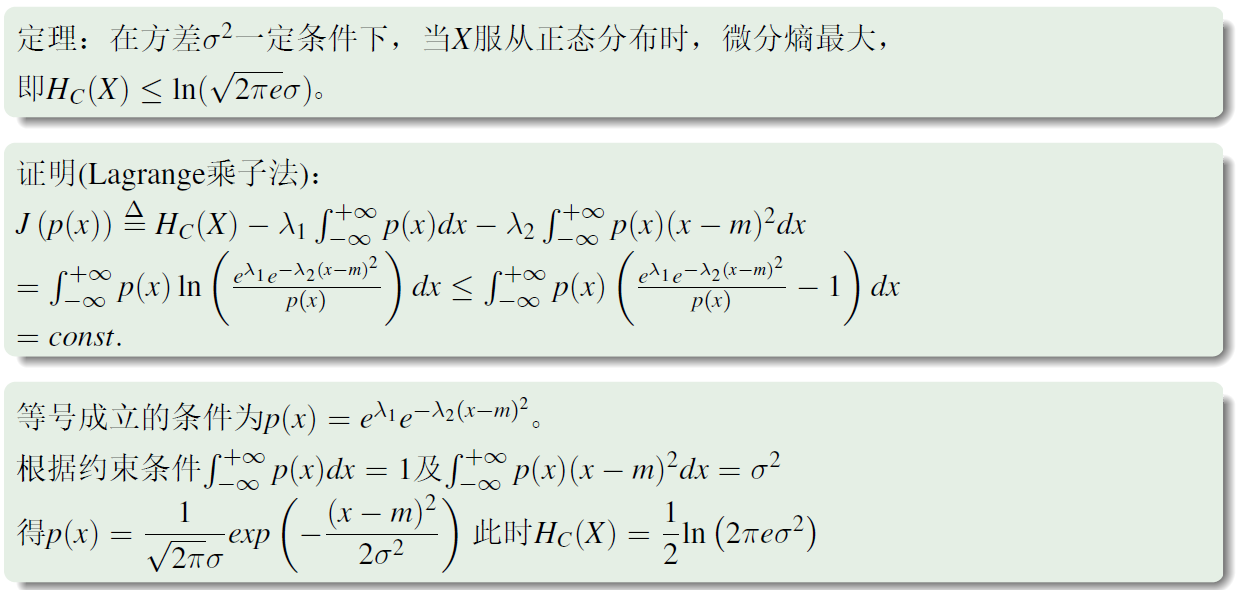 定理：在方差$\sigma^2$一定条件下，当$X$服从正态分布时，微分熵最大，
即$H_C(X) \leq \ln(\sqrt{2\pi e}\sigma)$。
证明(Lagrange乘子法)：
$J(p(x)) \stackrel{\Delta}{=} H_C(X) - \lambda_1 \int_{-\infty}^{+\infty} p(x)dx - \lambda_2 \int_{-\infty}^{+\infty} p(x)(x-m)^2 dx$
$= \int_{-\infty}^{+\infty} p(x) \ln\left(\frac{e^{\lambda_1} e^{-\lambda_2(x-m)^2}}{p(x)}\right) dx \leq \int_{-\infty}^{+\infty} p(x) \left(\frac{e^{\lambda_1} e^{-\lambda_2(x-m)^2}}{p(x)} - 1\right) dx$
$= const.$
等号成立的条件为$p(x) = e^{\lambda_1} e^{-\lambda_2(x-m)^2}$。
根据约束条件$\int_{-\infty}^{+\infty} p(x)dx = 1$及$\int_{-\infty}^{+\infty} p(x)(x-m)^2 dx = \sigma^2$
得$p(x) = \frac{1}{\sqrt{2\pi}\sigma} exp\left(-\frac{(x-m)^2}{2\sigma^2}\right)$ 此时$H_C(X) = \frac{1}{2}\ln\left(2\pi e\sigma^2\right)$